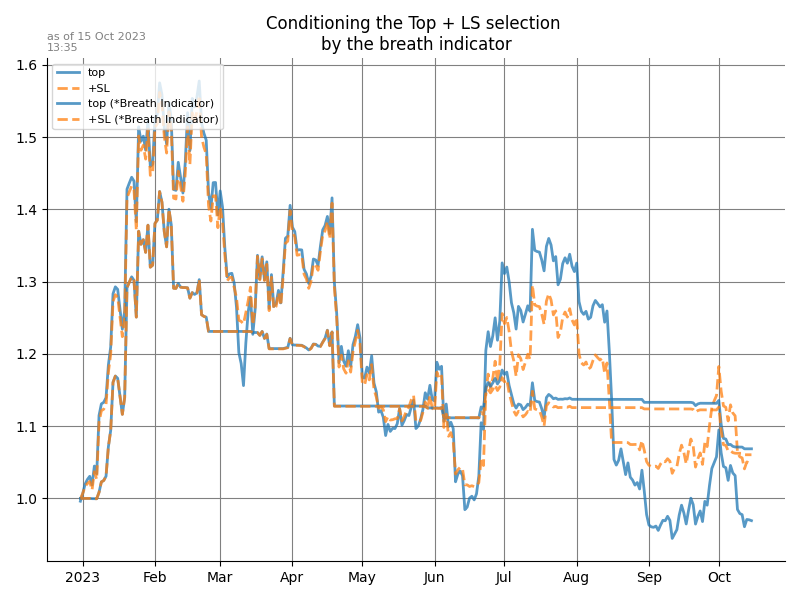 Conditioning the Top + LS selection
by the breath indicator
as of 15 Oct 2023
13:35
top
+SL
top (*Breath Indicator)
+SL (*Breath Indicator)
1.6
1.5
1.4
1.3
1.2
1.1
1.0
2023 Feb Mar Apr May Jun Jul Aug Sep Oct